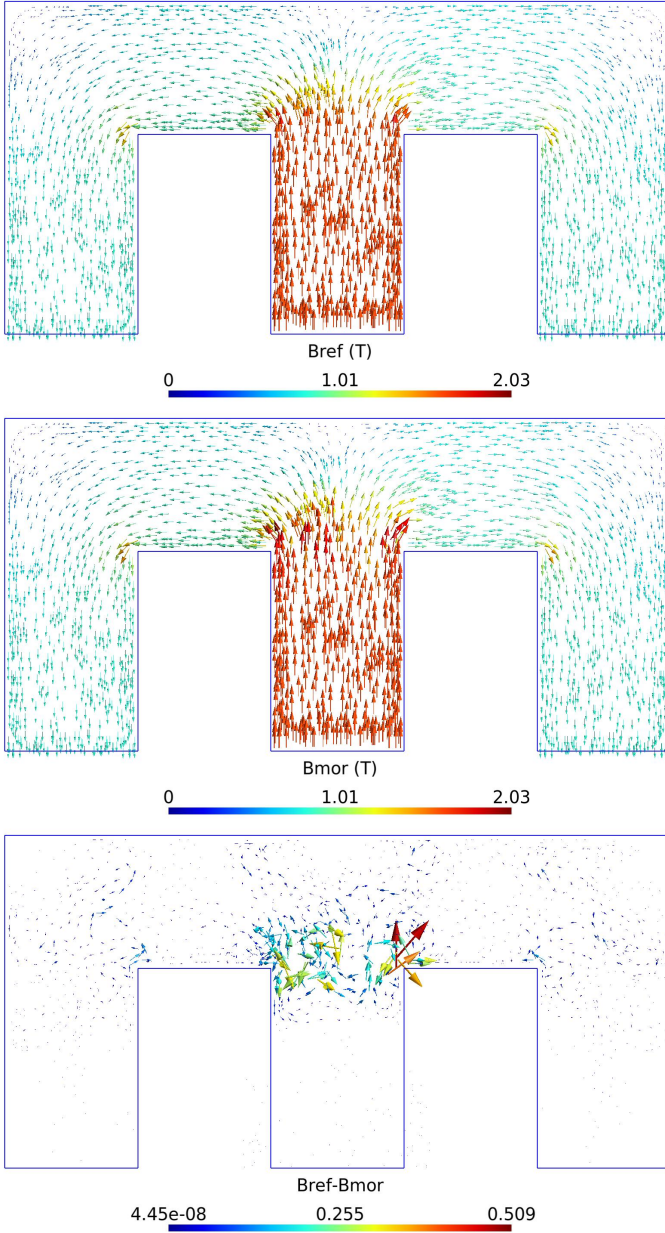 Bref (T)
0 1.01 2.03
Bmor (T)
0 1.01 2.03
Bref-Bmor
4.45e-08 0.255 0.509